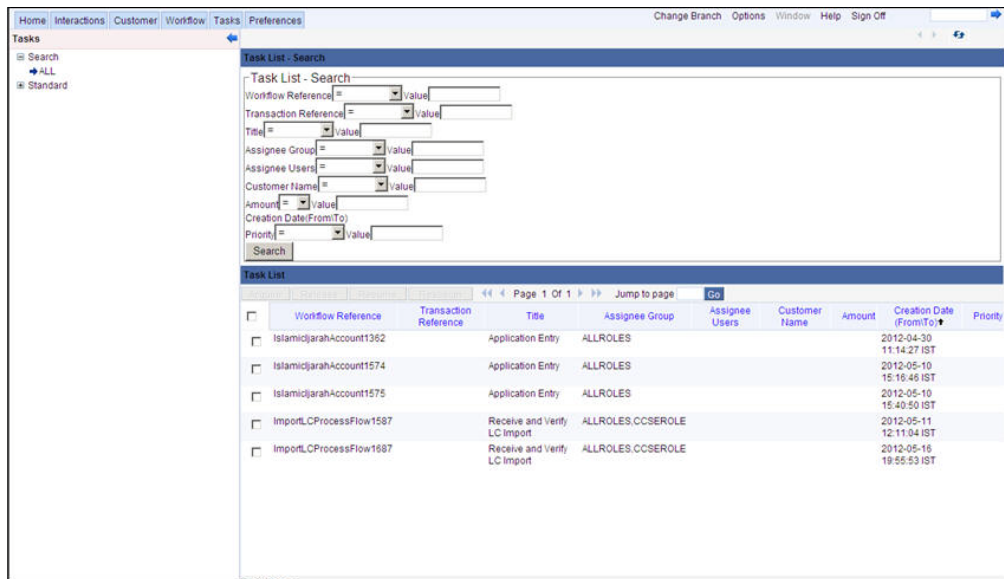 Home Interactions Customer Workflow Tasks Preferences
Change Branch Options Window Help Sign Off
Tasks
Search
ALL
Standard
Task List - Search
Task List - Search
Workflow Reference = Value
Transaction Reference = Value
Title = Value
Assignee Group = Value
Assignee Users = Value
Customer Name = Value
Amount = Value
Creation Date(From\To)
Priority = Value
Search
Task List
Acquire Release Reassign
Page 1 Of 1 Jump to page Go
Workflow Reference Transaction Reference Title Assignee Group Assignee Users Customer Name Amount Creation Date (From\To) Priority
IslamicIjarahAccount1362 Application Entry ALLROLES 2012-04-30 11:14:27 IST
IslamicIjarahAccount1574 Application Entry ALLROLES 2012-05-10 15:16:46 IST
IslamicIjarahAccount1575 Application Entry ALLROLES 2012-05-10 15:40:50 IST
ImportLCProcessFlow1587 Receive and Verify LC Import ALLROLES,CCSEROLE 2012-05-11 12:11:04 IST
ImportLCProcessFlow1687 Receive and Verify LC Import ALLROLES,CCSEROLE 2012-05-16 19:55:53 IST